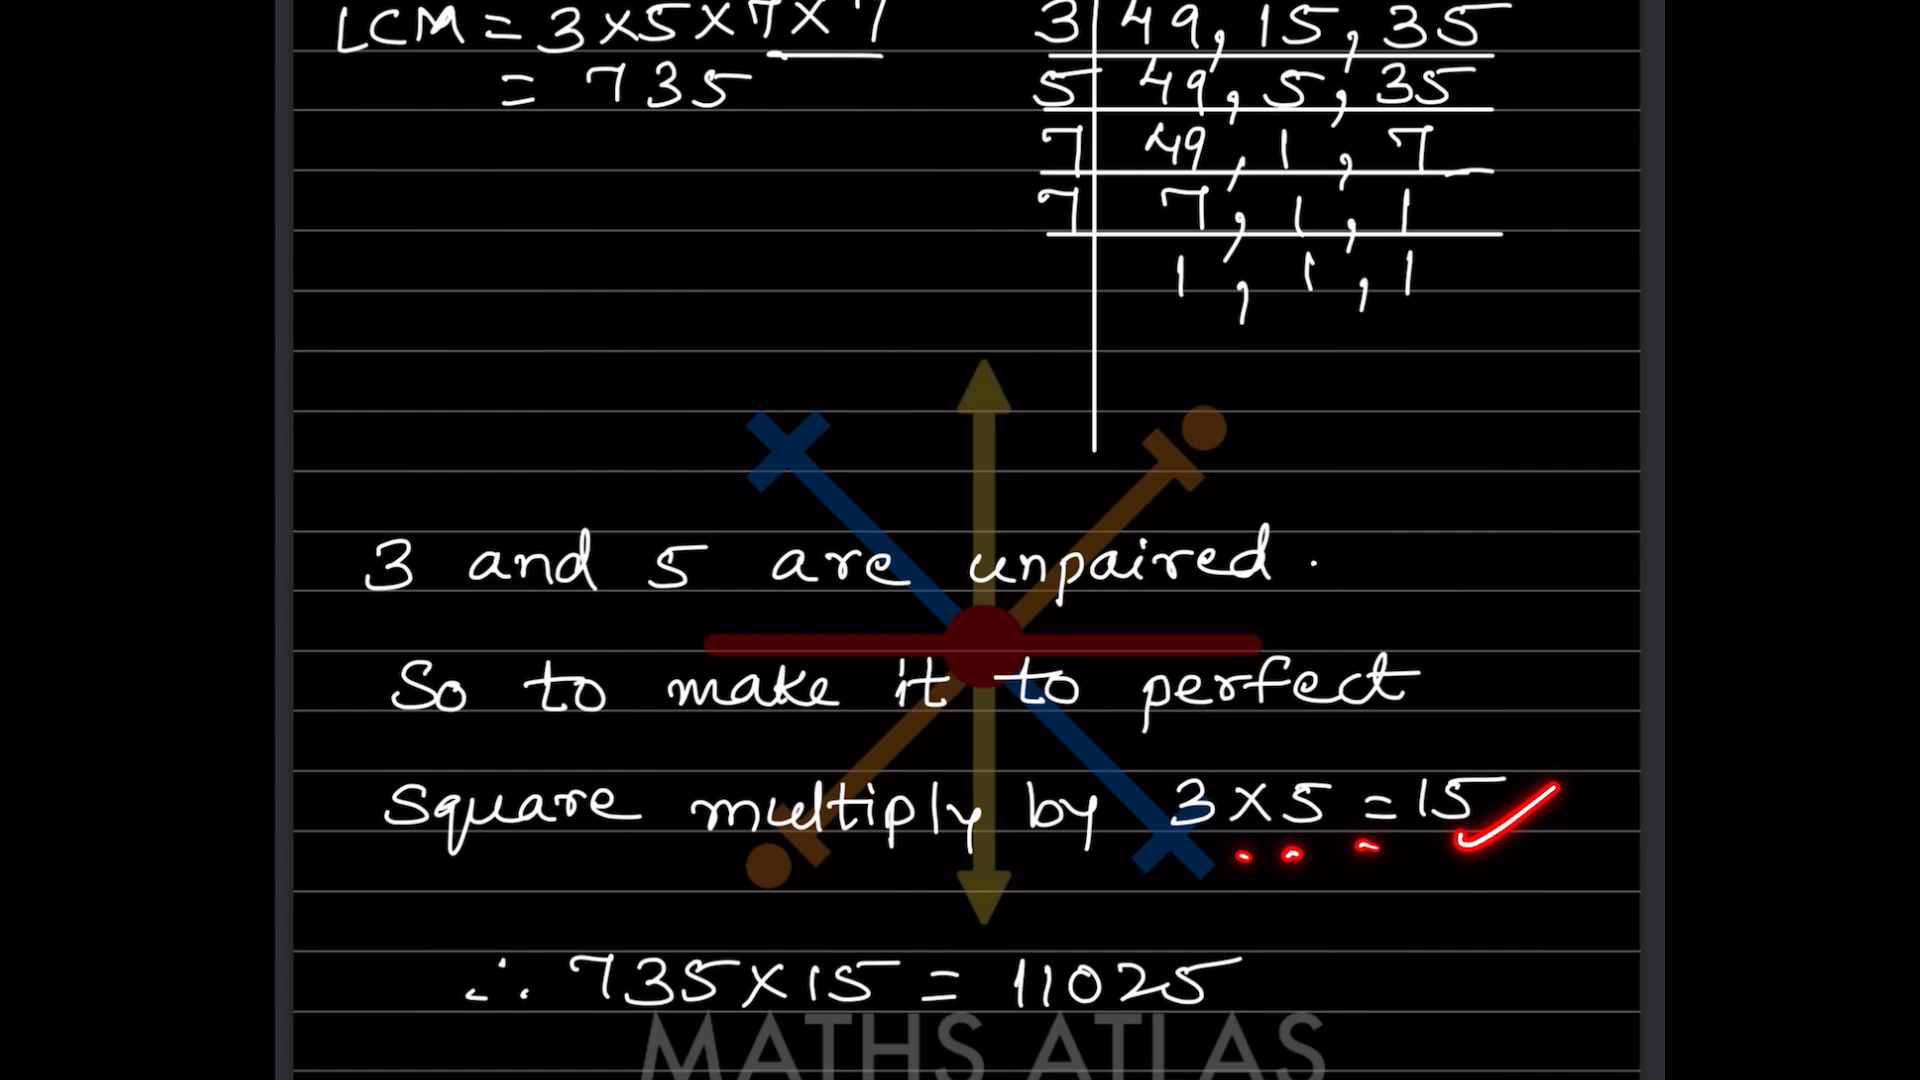 LCM = 3×5×7×7
= 735
3 | 49, 15, 35
5 | 49, 5, 35
7 | 49, 1, 7
7 | 7, 1, 1
1, 1, 1
3 and 5 are unpaired.
So to make it to perfect
square multiply by 3×5 = 15
∴ 735×15 = 11025
MATHS ATLAS